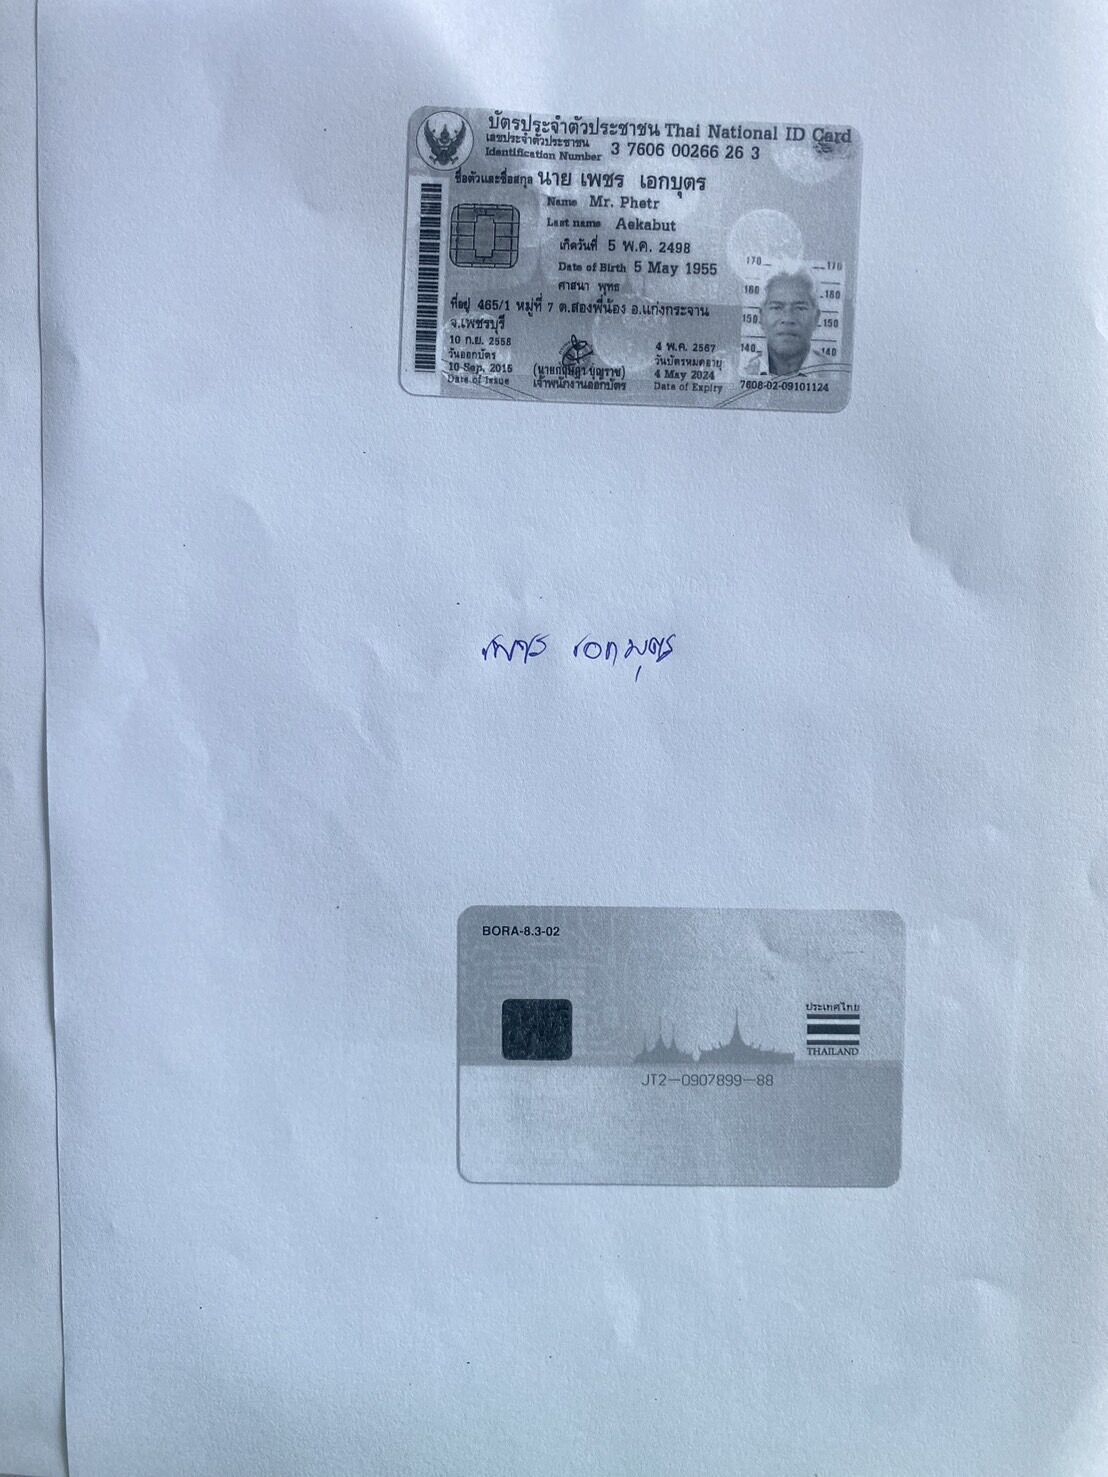 บัตรประจำตัวประชาชน Thai National ID Card
เลขประจำตัวประชาชน
Identification Number 3 7606 00266 26 3
ชื่อตัวและชื่อสกุล นาย เพชร เอกบุตร
Name Mr. Phetr
Last name Aekabut
เกิดวันที่ 5 พ.ค. 2498
Date of Birth 5 May 1955
ศาสนา พุทธ
ที่อยู่ 465/1 หมู่ที่ 7 ต.สองพี่น้อง อ.แก่งกระจาน
จ.เพชรบุรี
10 ก.ย. 2558
วันออกบัตร
10 Sep. 2015
Date of Issue
เจ้าพนักงานออกบัตร
4 พ.ค. 2567
วันบัตรหมดอายุ
4 May 2024
Date of Expiry
170 170
160 160
150 150
140 140
7608-02-09101124
เพชร เอกบุตร
BORA-8.3-02
ประเทศไทย
THAILAND
JT2-0907899-88